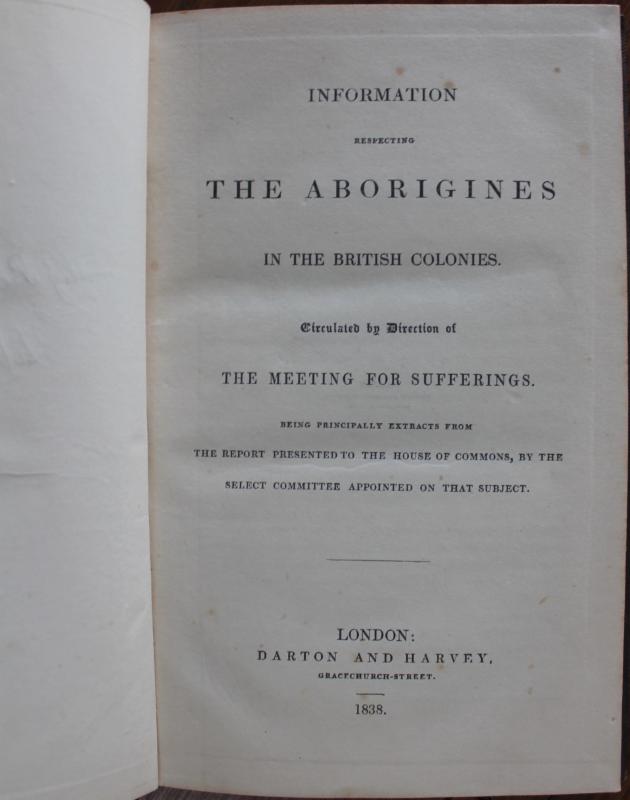 INFORMATION
RESPECTING
THE ABORIGINES
IN THE BRITISH COLONIES.
Circulated by Direction of
THE MEETING FOR SUFFERINGS.
BEING PRINCIPALLY EXTRACTS FROM
THE REPORT PRESENTED TO THE HOUSE OF COMMONS, BY THE
SELECT COMMITTEE APPOINTED ON THAT SUBJECT.
LONDON:
DARTON AND HARVEY,
GRACECHURCH-STREET.
1838.